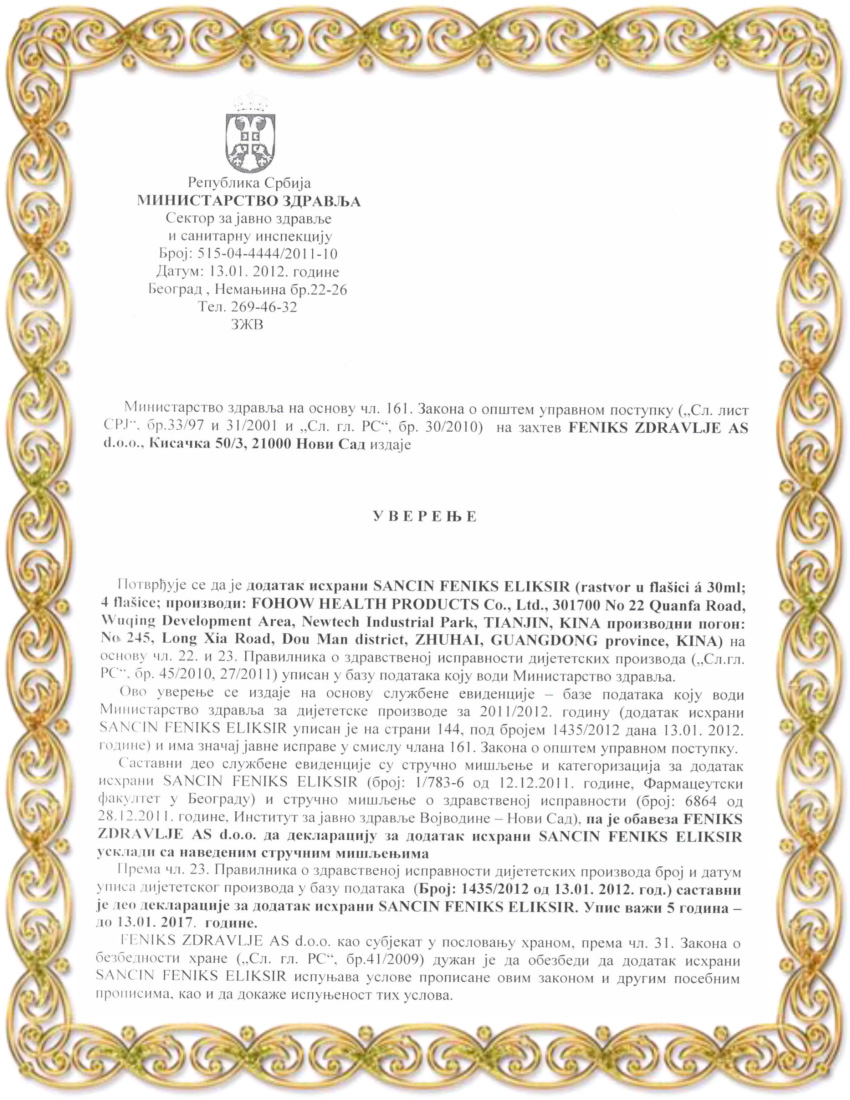 Република Србија
МИНИСТАРСТВО ЗДРАВЉА
Сектор за јавно здравље
и санитарну инспекцију
Број: 515-04-4444/2011-10
Датум: 13.01. 2012. године
Београд , Немањина бр.22-26
Тел. 269-46-32
ЗЖВ
Министарство здравља на основу чл. 161. Закона о општем управном поступку („Сл. лист
СРЈ“, бр.33/97 и 31/2001 и „Сл. гл. РС“, бр. 30/2010) на захтев FENIKS ZDRAVLJE AS
d.o.o., Кисачка 50/3, 21000 Нови Сад издаје
У В Е Р Е Њ Е
Потврђује се да је додатак исхрани SANCIN FENIKS ELIKSIR (rastvor u flašici á 30ml;
4 flašice; производи: FOHOW HEALTH PRODUCTS Co., Ltd., 301700 No 22 Quanfa Road,
Wuqing Development Area, Newtech Industrial Park, TIANJIN, KINA производни погон:
No 245, Long Xia Road, Dou Man district, ZHUHAI, GUANGDONG province, KINA) на
основу чл. 22. и 23. Правилника о здравственој исправности дијететских производа („Сл.гл.
РС“, бр. 45/2010, 27/2011) уписан у базу података коју води Министарство здравља.
Ово уверење се издаје на основу службене евиденције – базе података коју води
Министарство здравља за дијететске производе за 2011/2012. годину (додатак исхрани
SANCIN FENIKS ELIKSIR уписан је на страни 144, под бројем 1435/2012 дана 13.01. 2012.
године) и има значај јавне исправе у смислу члана 161. Закона о општем управном поступку.
Саставни део службене евиденције су стручно мишљење и категоризација за додатак
исхрани SANCIN FENIKS ELIKSIR (број: 1/783-6 од 12.12.2011. године, Фармацеутски
факултет у Београду) и стручно мишљење о здравственој исправности (број: 6864 од
28.12.2011. године, Институт за јавно здравље Војводине – Нови Сад), па је обавеза FENIKS
ZDRAVLJE AS d.o.o. да декларацију за додатак исхрани SANCIN FENIKS ELIKSIR
усклади са наведеним стручним мишљењима
Према чл. 23. Правилника о здравственој исправности дијететских производа број и датум
уписа дијететског производа у базу података (Број: 1435/2012 од 13.01. 2012. год.) саставни
је део декларације за додатак исхрани SANCIN FENIKS ELIKSIR. Упис важи 5 година –
до 13.01. 2017. године.
FENIKS ZDRAVLJE AS d.o.o. као субјекат у пословању храном, према чл. 31. Закона о
безбедности хране („Сл. гл. РС“, бр.41/2009) дужан је да обезбеди да додатак исхрани
SANCIN FENIKS ELIKSIR испуњава услове прописане овим законом и другим посебним
прописима, као и да докаже испуњеност тих услова.